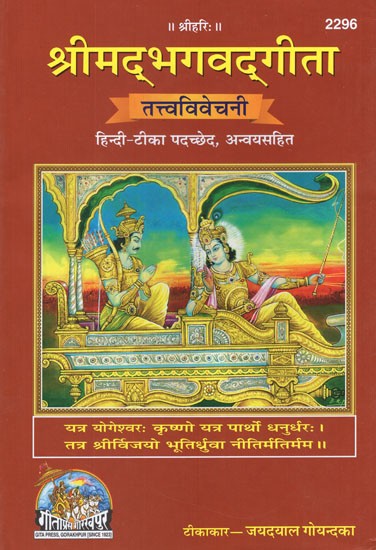 ॥ श्रीहरिः ॥
2296
श्रीमद्भगवद्गीता
तत्त्वविवेचनी
हिन्दी-टीका पदच्छेद, अन्वयसहित
यत्र योगेश्वरः कृष्णो यत्र पार्थो धनुर्धरः ।
तत्र श्रीर्विजयो भूतिर्ध्रुवा नीतिर्मतिर्मम ॥
गीताप्रेस गोरखपुर
GITA PRESS, GORAKHPUR [SINCE 1923]
टीकाकार—जयदयाल गोयन्दका